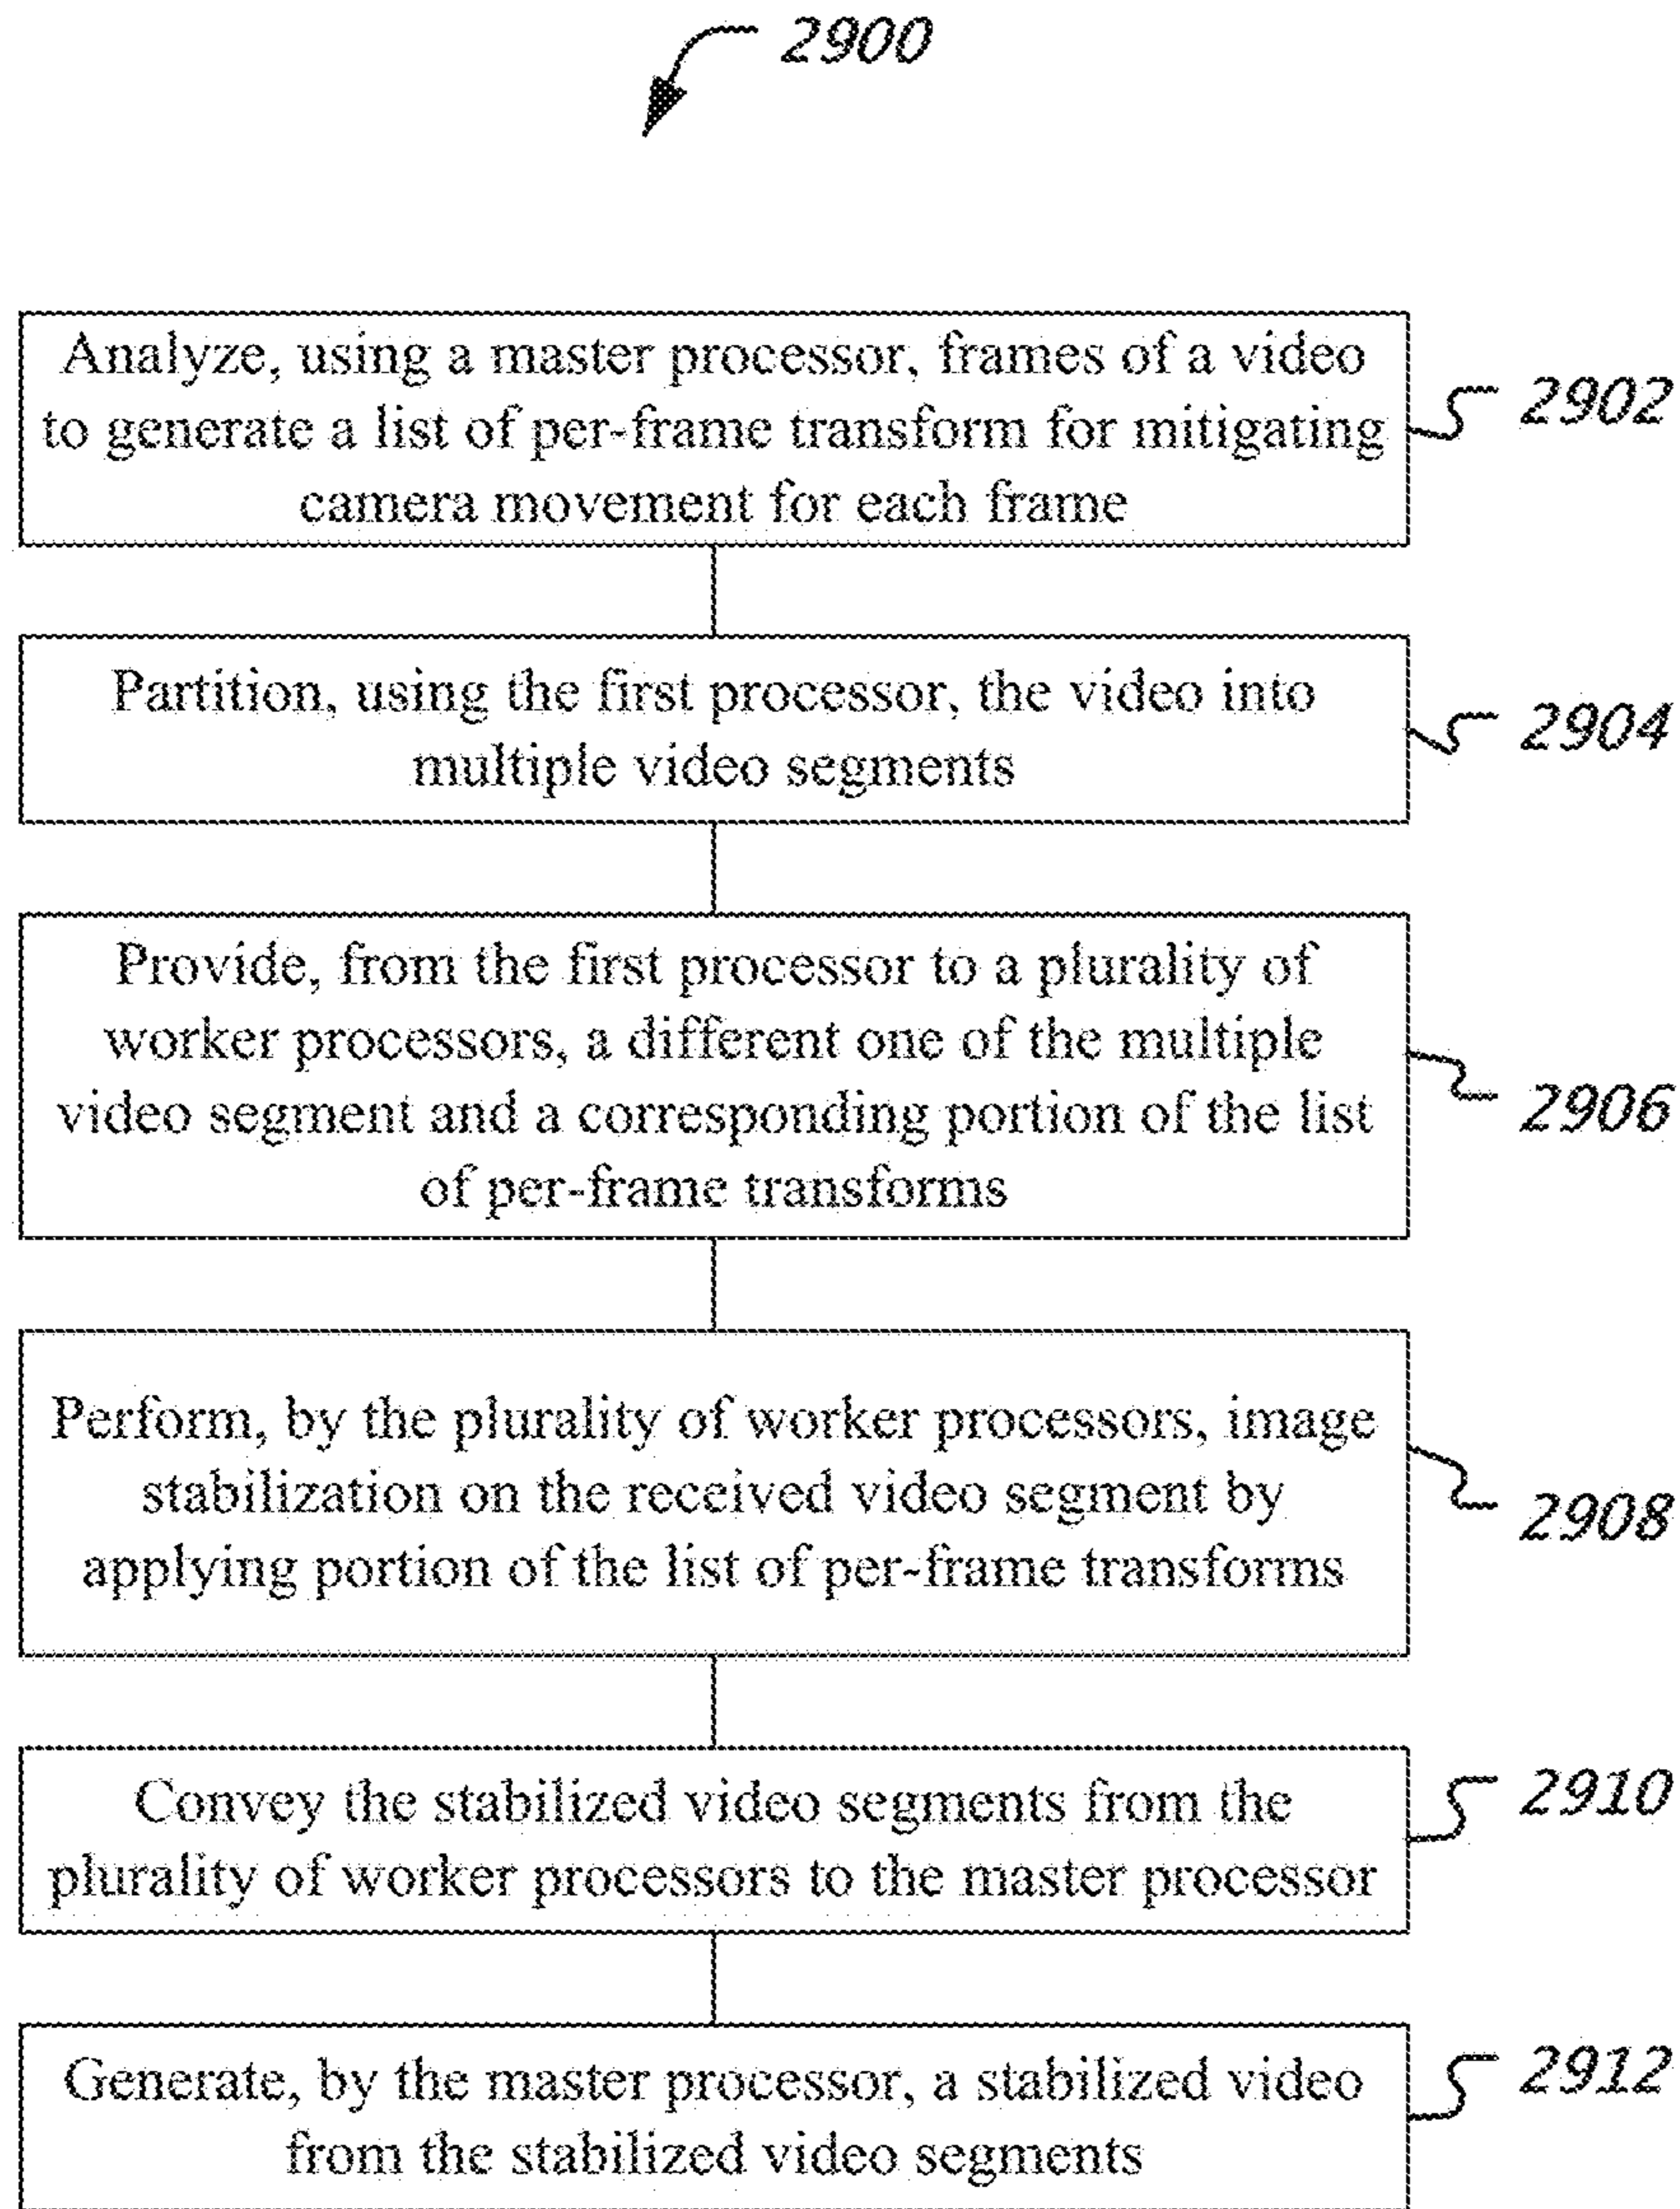 2900
Analyze, using a master processor, frames of a video
to generate a list of per-frame transform for mitigating
camera movement for each frame
2902
Partition, using the first processor, the video into
multiple video segments
2904
Provide, from the first processor to a plurality of
worker processors, a different one of the multiple
video segment and a corresponding portion of the list
of per-frame transforms
2906
Perform, by the plurality of worker processors, image
stabilization on the received video segment by
applying portion of the list of per-frame transforms
2908
Convey the stabilized video segments from the
plurality of worker processors to the master processor
2910
Generate, by the master processor, a stabilized video
from the stabilized video segments
2912